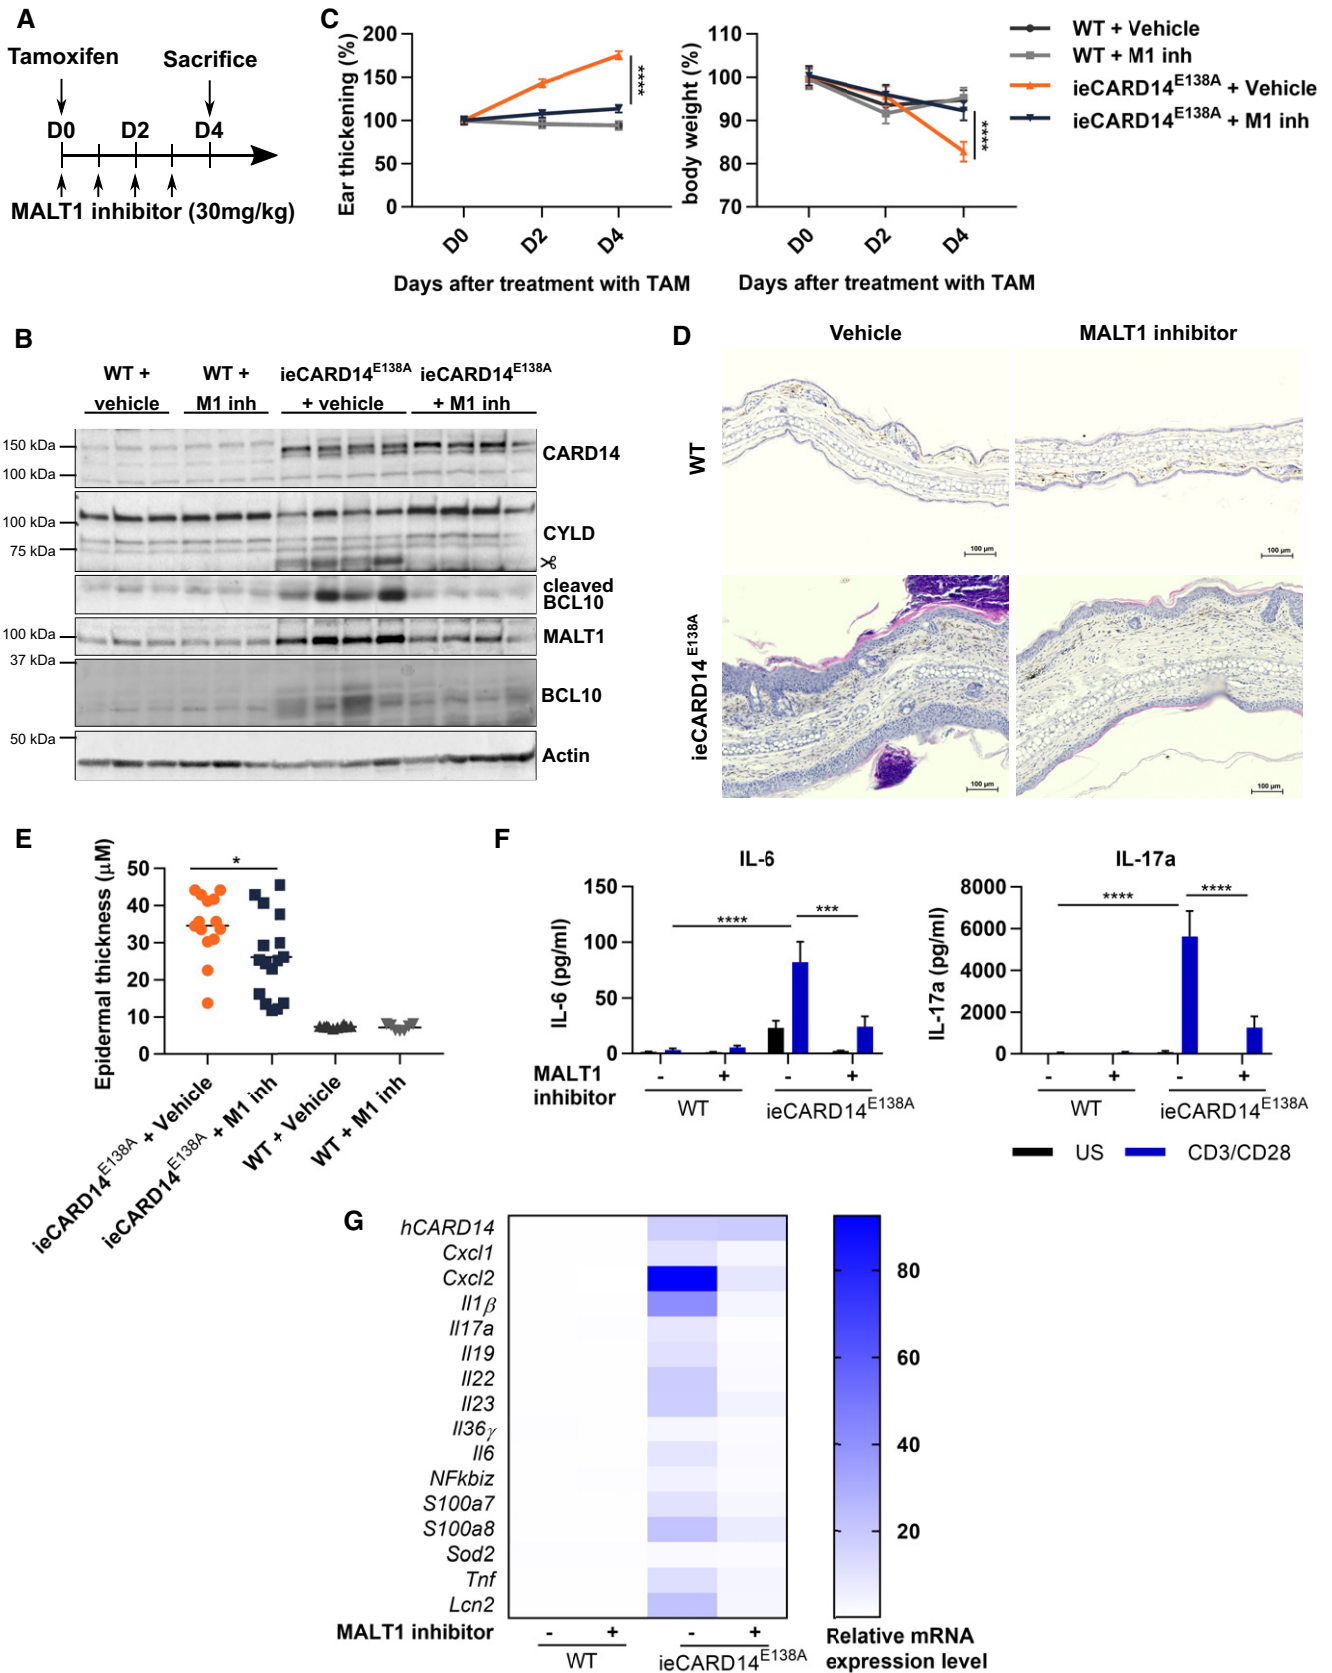 A
Tamoxifen
Sacrifice
D0 D2 D4
MALT1 inhibitor (30mg/kg)
C
Ear thickening (%)
200
150
100
50
0
****
D0 D2 D4
Days after treatment with TAM
body weight (%)
110
100
90
80
70
****
D0 D2 D4
Days after treatment with TAM
WT + Vehicle
WT + M1 inh
ieCARD14E138A + Vehicle
ieCARD14E138A + M1 inh
B
WT + vehicle
WT + M1 inh
ieCARD14E138A + vehicle
ieCARD14E138A + M1 inh
150 kDa
100 kDa
CARD14
100 kDa
75 kDa
CYLD
cleaved
BCL10
100 kDa
MALT1
37 kDa
BCL10
50 kDa
Actin
D
Vehicle
MALT1 inhibitor
WT
100 µm
100 µm
ieCARD14 E138A
100 µm
100 µm
E
Epidermal thickness (µM)
50
40
30
20
10
0
*
ieCARD14E138A + Vehicle
ieCARD14E138A + M1 inh
WT + Vehicle
WT + M1 inh
F
IL-6
IL-6 (pg/ml)
150
100
50
0
****
***
MALT1 inhibitor
- + - +
WT
ieCARD14E138A
IL-17a
IL-17a (pg/ml)
8000
6000
4000
2000
0
****
****
- + - +
WT
ieCARD14E138A
US
CD3/CD28
G
hCARD14
Cxcl1
Cxcl2
Il1β
Il17a
Il19
Il22
Il23
Il36γ
Il6
NFkbiz
S100a7
S100a8
Sod2
Tnf
Lcn2
MALT1 inhibitor
- + - +
WT
ieCARD14E138A
80
60
40
20
Relative mRNA
expression level